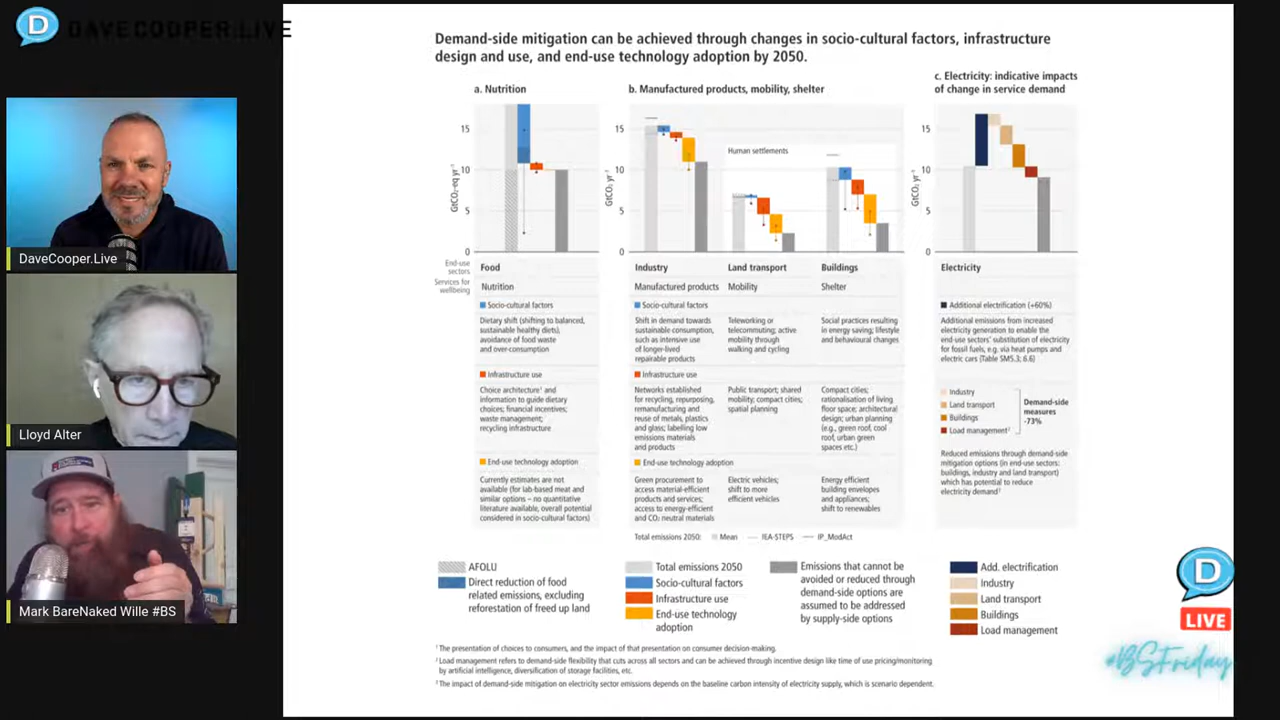 DAVECOOPER.LIVE
Demand-side mitigation can be achieved through changes in socio-cultural factors, infrastructure
design and use, and end-use technology adoption by 2050.
a. Nutrition
b. Manufactured products, mobility, shelter
c. Electricity: indicative impacts
of change in service demand
GtCO₂-eq yr⁻¹
15
10
5
0
GtCO₂ yr⁻¹
15
10
5
0
Human settlements
GtCO₂ yr⁻¹
15
10
5
0
End-use
sectors
Services for
wellbeing
Food
Nutrition
Industry
Manufactured products
Land transport
Mobility
Buildings
Shelter
Electricity
Socio-cultural factors
Dietary shift (shifting to balanced,
sustainable healthy diets),
avoidance of food waste
and over-consumption
Infrastructure use
Choice architecture¹ and
information to guide dietary
choices; financial incentives;
waste management;
recycling infrastructure
End-use technology adoption
Currently estimates are not
available (for lab-based meat and
similar options – no quantitative
literature available, overall potential
considered in socio-cultural factors)
Socio-cultural factors
Shift in demand towards
sustainable consumption,
such as intensive use
of longer-lived
repairable products
Teleworking or
telecommuting; active
mobility through
walking and cycling
Social practices resulting
in energy saving; lifestyle
and behavioural changes
Infrastructure use
Networks established
for recycling, repurposing,
remanufacturing and
reuse of metals, plastics
and glass; labelling low
emissions materials
and products
Public transport; shared
mobility; compact cities;
spatial planning
Compact cities;
rationalisation of living
floor space; architectural
design; urban planning
(e.g., green roof, cool
roof, urban green
spaces etc.)
End-use technology adoption
Green procurement to
access material-efficient
products and services;
access to energy-efficient
and CO₂ neutral materials
Electric vehicles;
shift to more
efficient vehicles
Energy efficient
building envelopes
and appliances;
shift to renewables
Additional electrification (+60%)
Additional emissions from increased
electricity generation to enable the
end-use sectors' substitution of electricity
for fossil fuels, e.g. via heat pumps and
electric cars (Table SM5.3; 6.6)
Industry
Land transport
Buildings
Load management²
Demand-side
measures
-73%
Reduced emissions through demand-side
mitigation options (in end-use sectors:
buildings, industry and land transport)
which has potential to reduce
electricity demand³
Total emissions 2050: Mean IEA-STEPS IP_ModAct
AFOLU
Direct reduction of food
related emissions, excluding
reforestation of freed up land
Total emissions 2050
Socio-cultural factors
Infrastructure use
End-use technology
adoption
Emissions that cannot be
avoided or reduced through
demand-side options are
assumed to be addressed
by supply-side options
Add. electrification
Industry
Land transport
Buildings
Load management
¹ The presentation of choices to consumers, and the impact of that presentation on consumer decision-making.
² Load management refers to demand-side flexibility that cuts across all sectors and can be achieved through incentive design like time of use pricing/monitoring
by artificial intelligence, diversification of storage facilities, etc.
³ The impact of demand-side mitigation on electricity sector emissions depends on the baseline carbon intensity of electricity supply, which is scenario dependent.
DaveCooper.Live
Lloyd Alter
Mark BareNaked Wille #BS
D
D
LIVE
#BSFriday